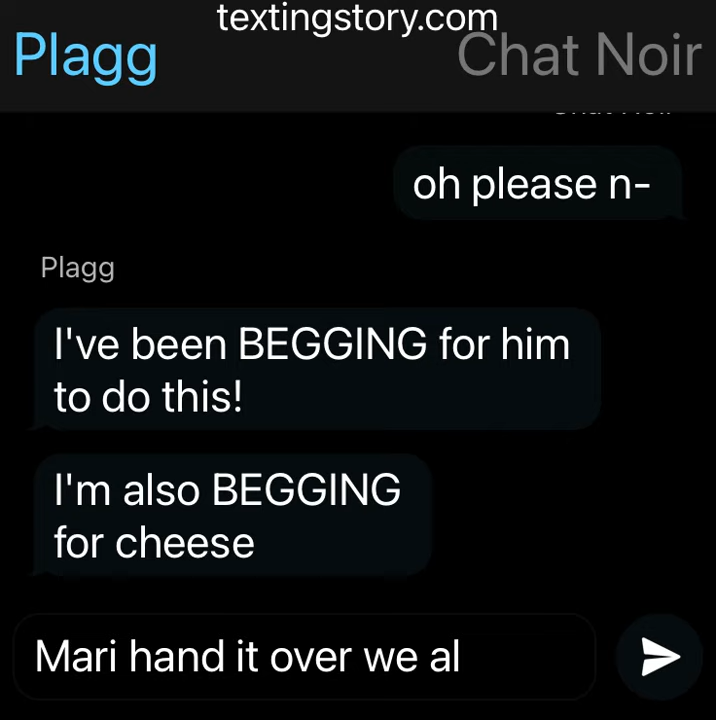 textingstory.com
Plagg
Chat Noir
oh please n-
Plagg
I've been BEGGING for him
to do this!
I'm also BEGGING
for cheese
Mari hand it over we al